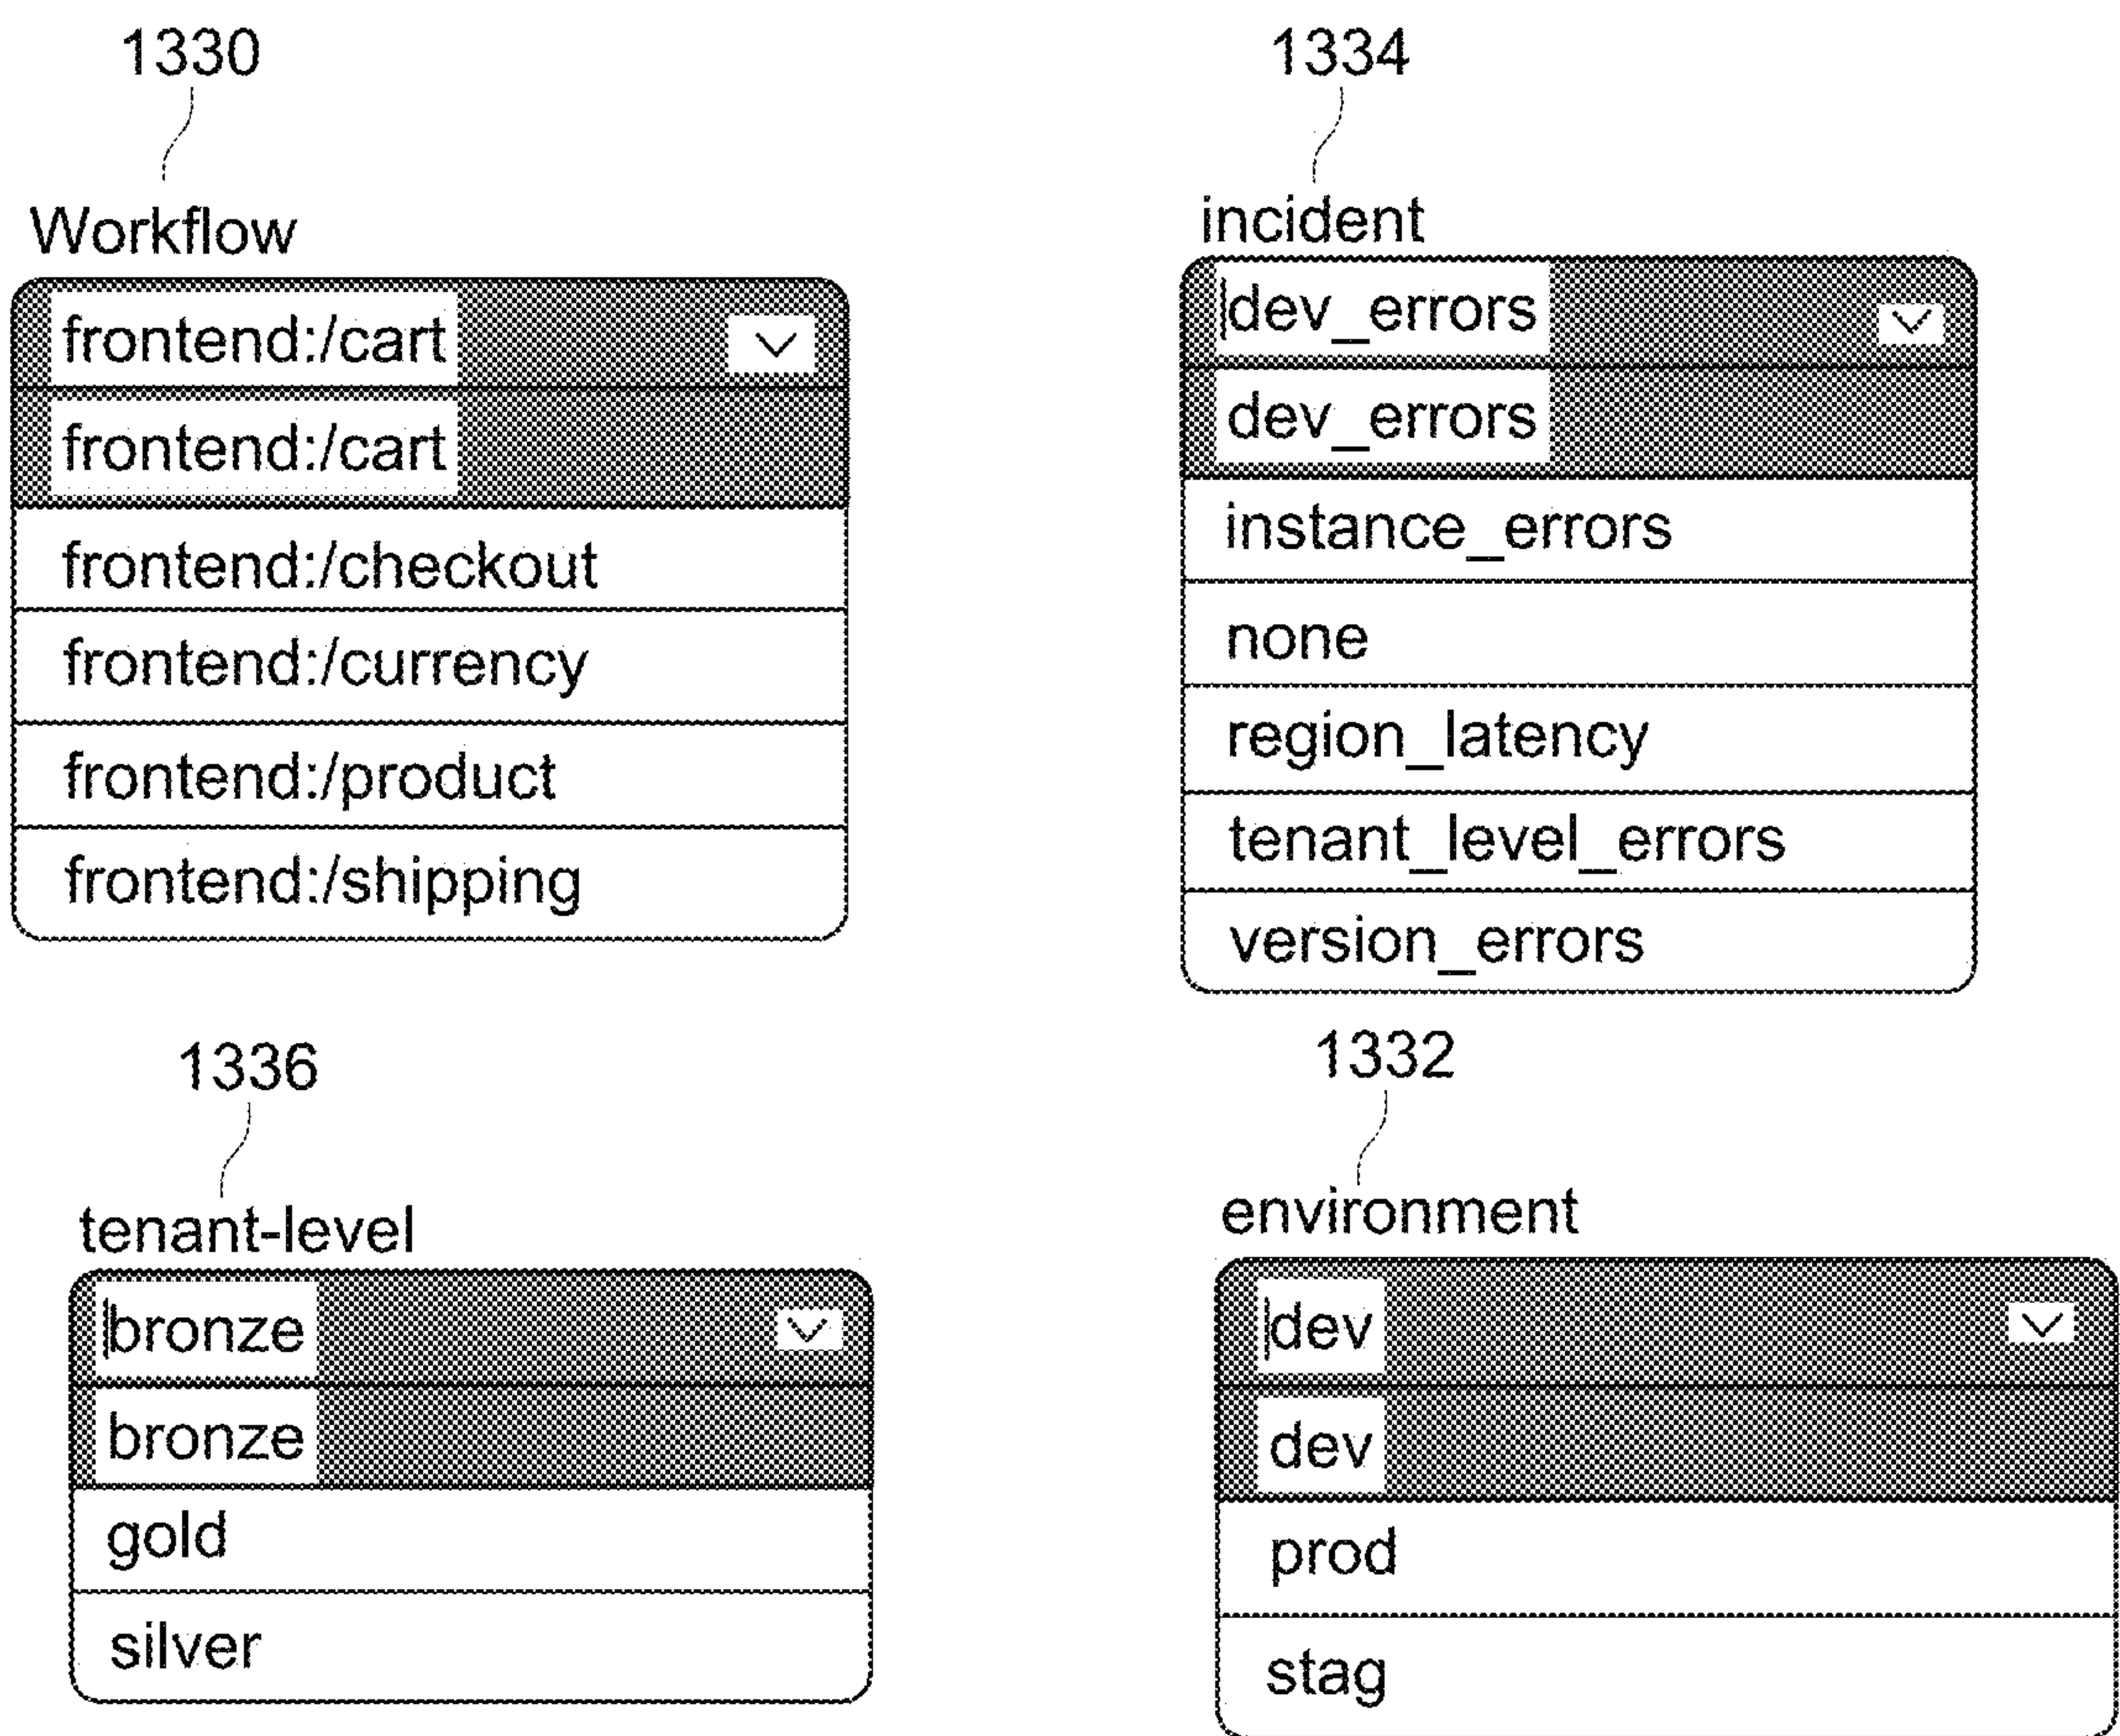 1330
Workflow
frontend:/cart
frontend:/cart
frontend:/checkout
frontend:/currency
frontend:/product
frontend:/shipping
1334
incident
dev_errors
dev_errors
instance_errors
none
region_latency
tenant_level_errors
version_errors
1336
tenant-level
bronze
bronze
gold
silver
1332
environment
dev
dev
prod
stag